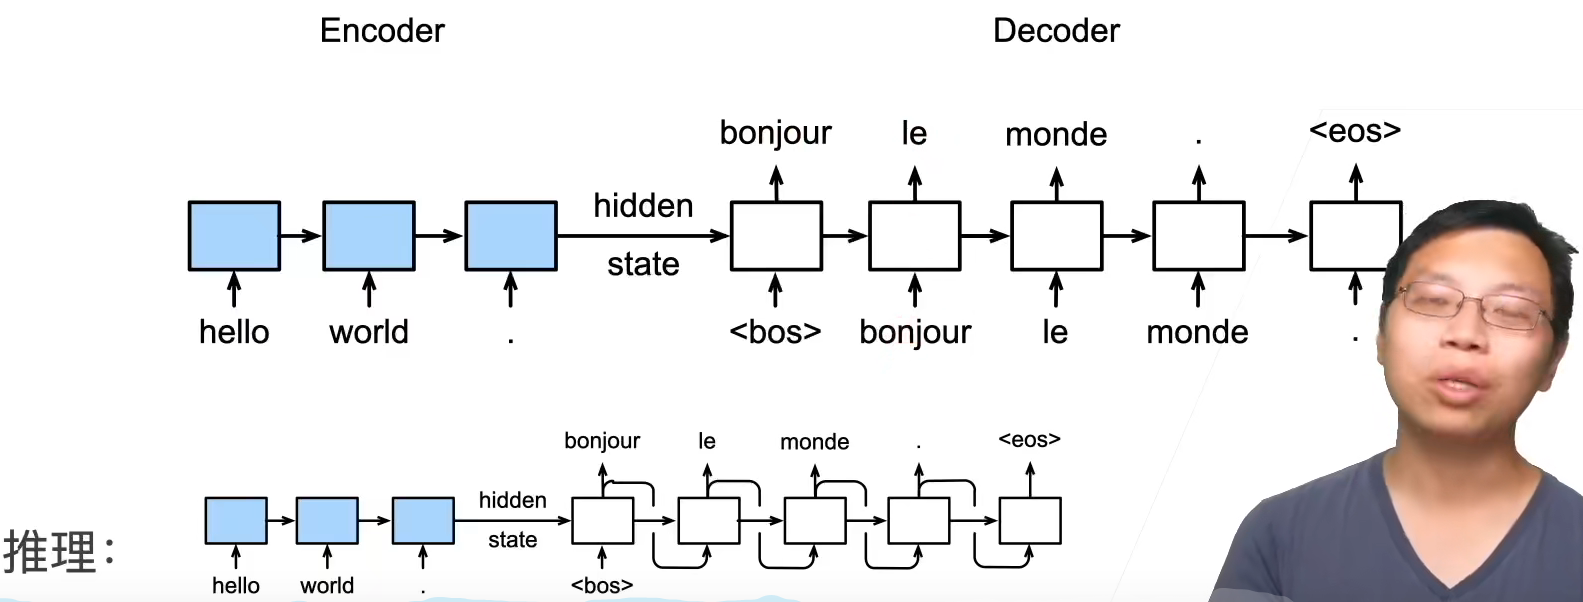 Encoder Decoder
bonjour le monde . <eos>
hidden
state
hello world . <bos> bonjour le monde .
bonjour le monde . <eos>
hidden
state
推理：
hello world . <bos>